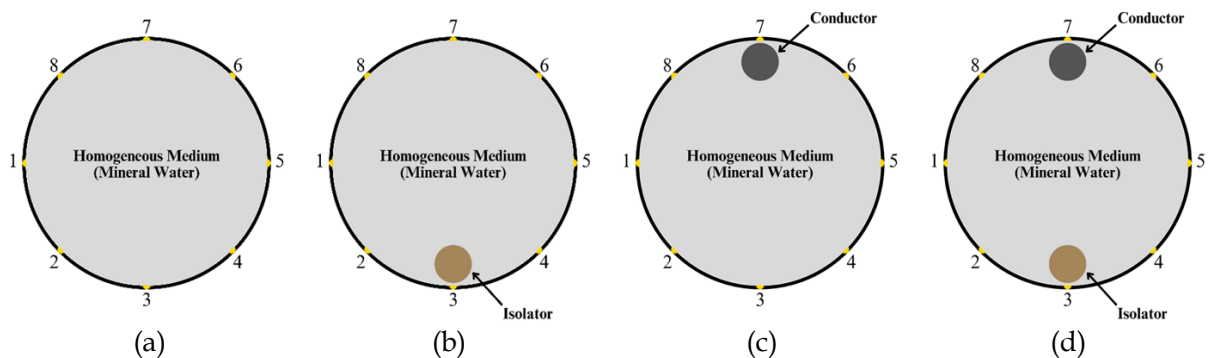 7
8
6
1
Homogeneous Medium
(Mineral Water)
5
2
4
3
(a)
7
8
6
1
Homogeneous Medium
(Mineral Water)
5
2
4
3
Isolator
(b)
Conductor
7
8
6
1
Homogeneous Medium
(Mineral Water)
5
2
4
3
(c)
Conductor
7
8
6
1
Homogeneous Medium
(Mineral Water)
5
2
4
3
Isolator
(d)